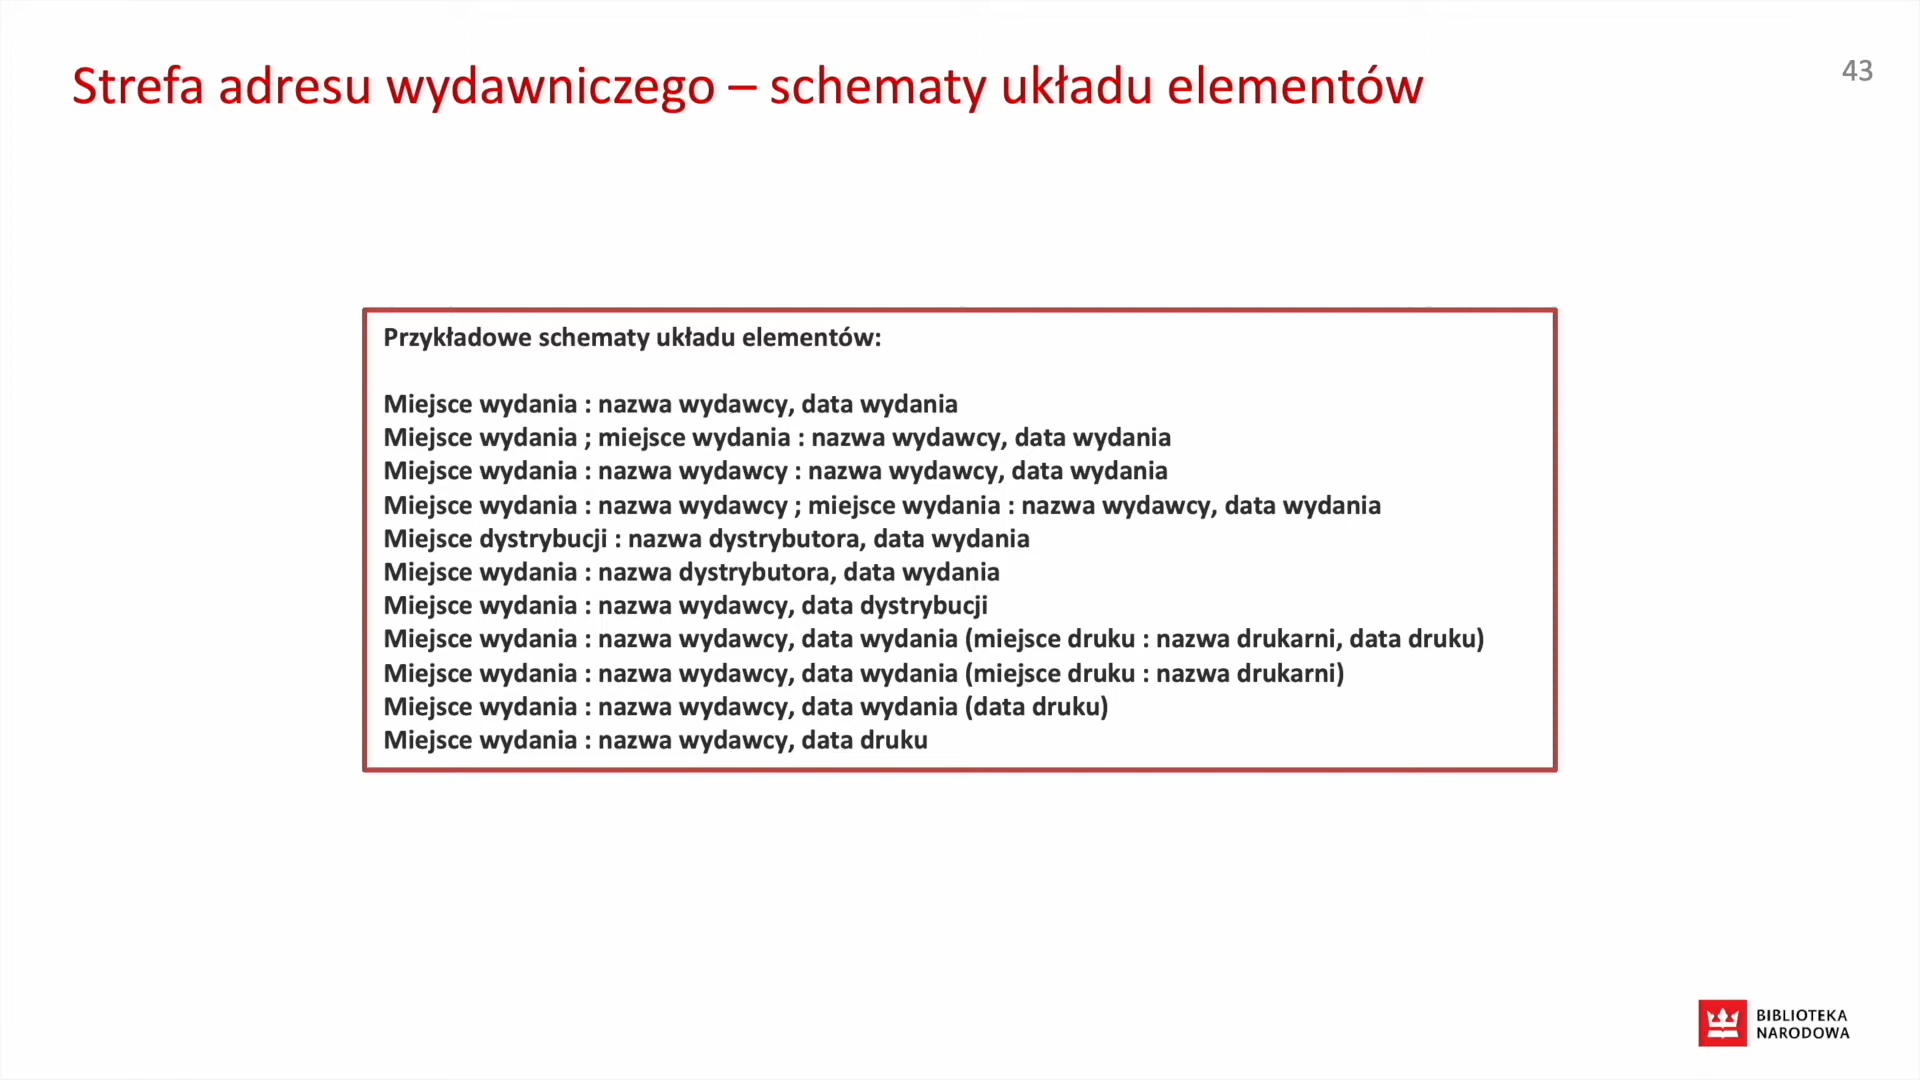 Strefa adresu wydawniczego – schematy układu elementów
43
Przykładowe schematy układu elementów:
Miejsce wydania : nazwa wydawcy, data wydania
Miejsce wydania ; miejsce wydania : nazwa wydawcy, data wydania
Miejsce wydania : nazwa wydawcy : nazwa wydawcy, data wydania
Miejsce wydania : nazwa wydawcy ; miejsce wydania : nazwa wydawcy, data wydania
Miejsce dystrybucji : nazwa dystrybutora, data wydania
Miejsce wydania : nazwa dystrybutora, data wydania
Miejsce wydania : nazwa wydawcy, data dystrybucji
Miejsce wydania : nazwa wydawcy, data wydania (miejsce druku : nazwa drukarni, data druku)
Miejsce wydania : nazwa wydawcy, data wydania (miejsce druku : nazwa drukarni)
Miejsce wydania : nazwa wydawcy, data wydania (data druku)
Miejsce wydania : nazwa wydawcy, data druku
BIBLIOTEKA
NARODOWA